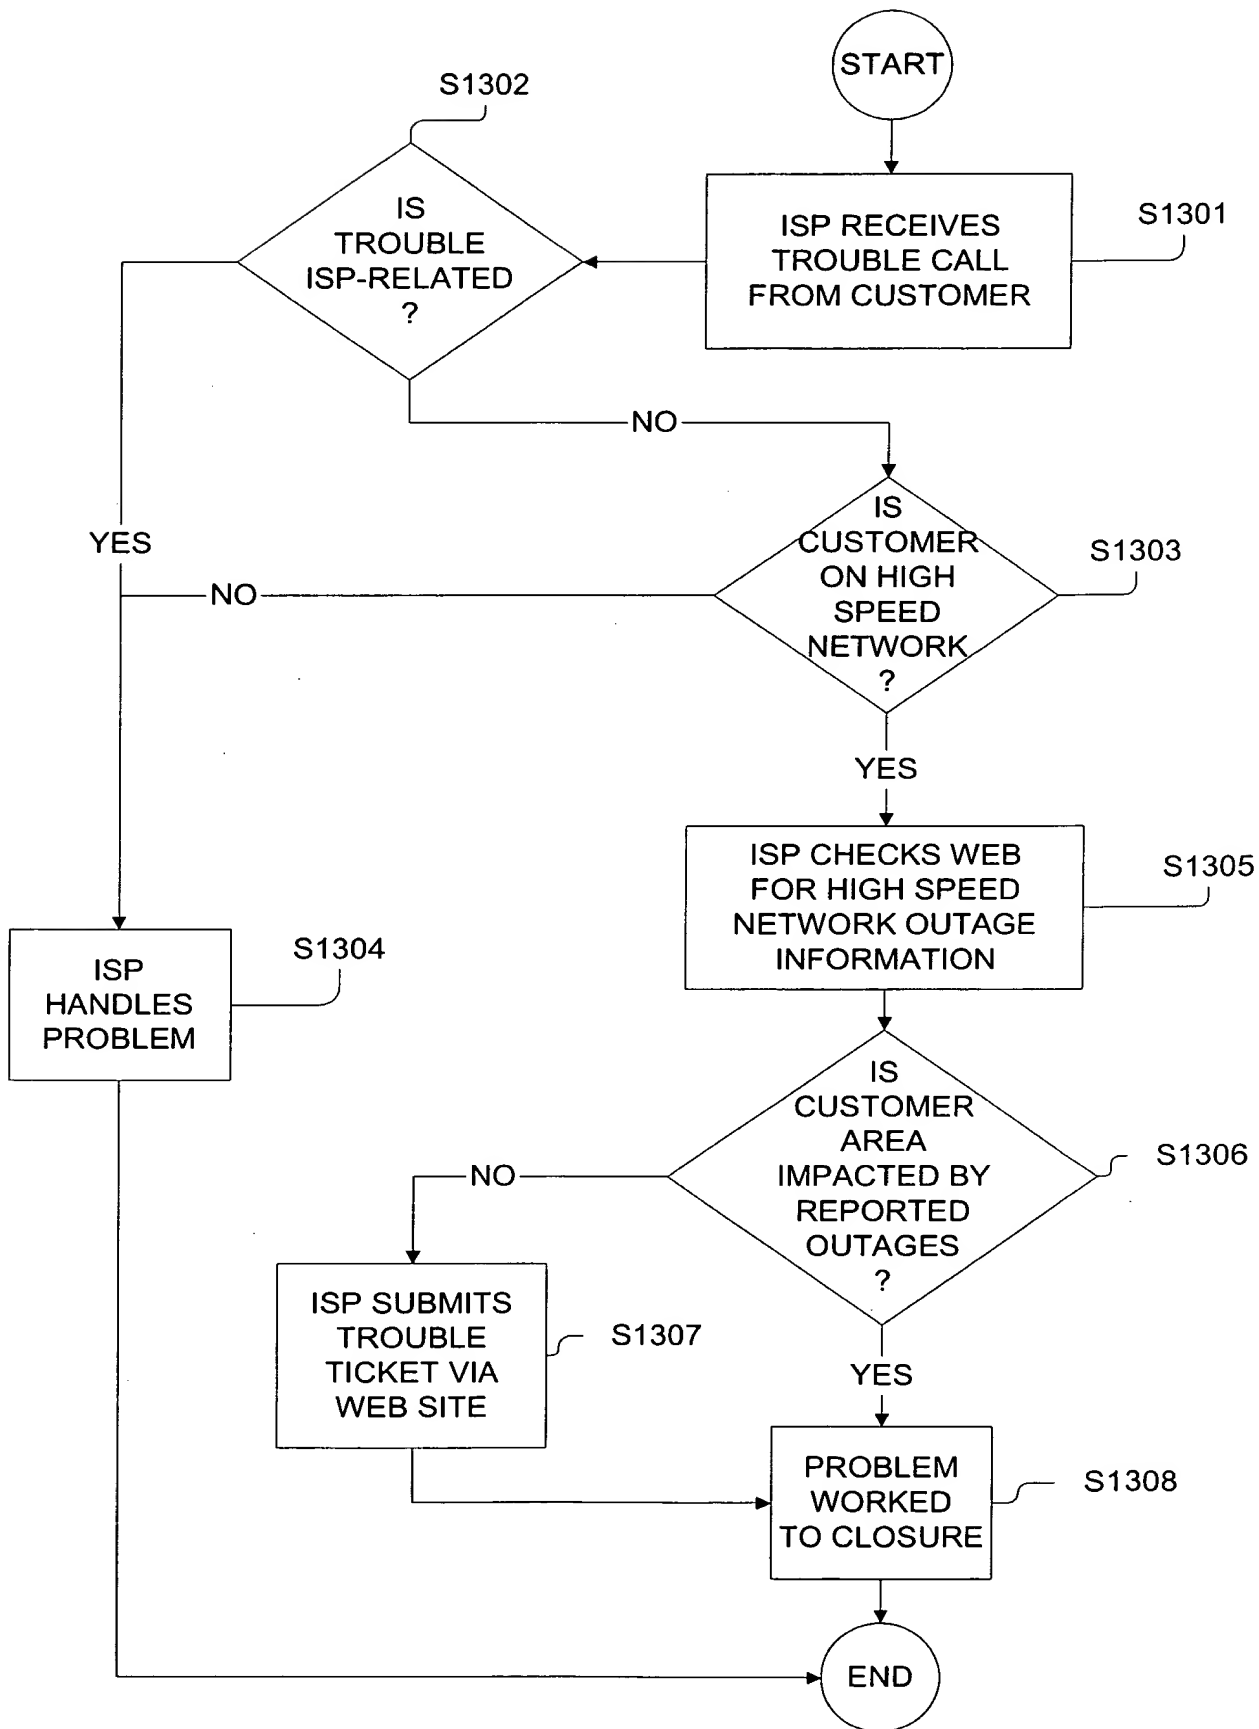 START
S1302
IS
TROUBLE
ISP-RELATED
?
ISP RECEIVES
TROUBLE CALL
FROM CUSTOMER
S1301
NO
IS
CUSTOMER
ON HIGH
SPEED
NETWORK
?
S1303
YES
NO
YES
ISP CHECKS WEB
FOR HIGH SPEED
NETWORK OUTAGE
INFORMATION
S1305
ISP
HANDLES
PROBLEM
S1304
IS
CUSTOMER
AREA
IMPACTED BY
REPORTED
OUTAGES
?
S1306
NO
ISP SUBMITS
TROUBLE
TICKET VIA
WEB SITE
S1307
YES
PROBLEM
WORKED
TO CLOSURE
S1308
END